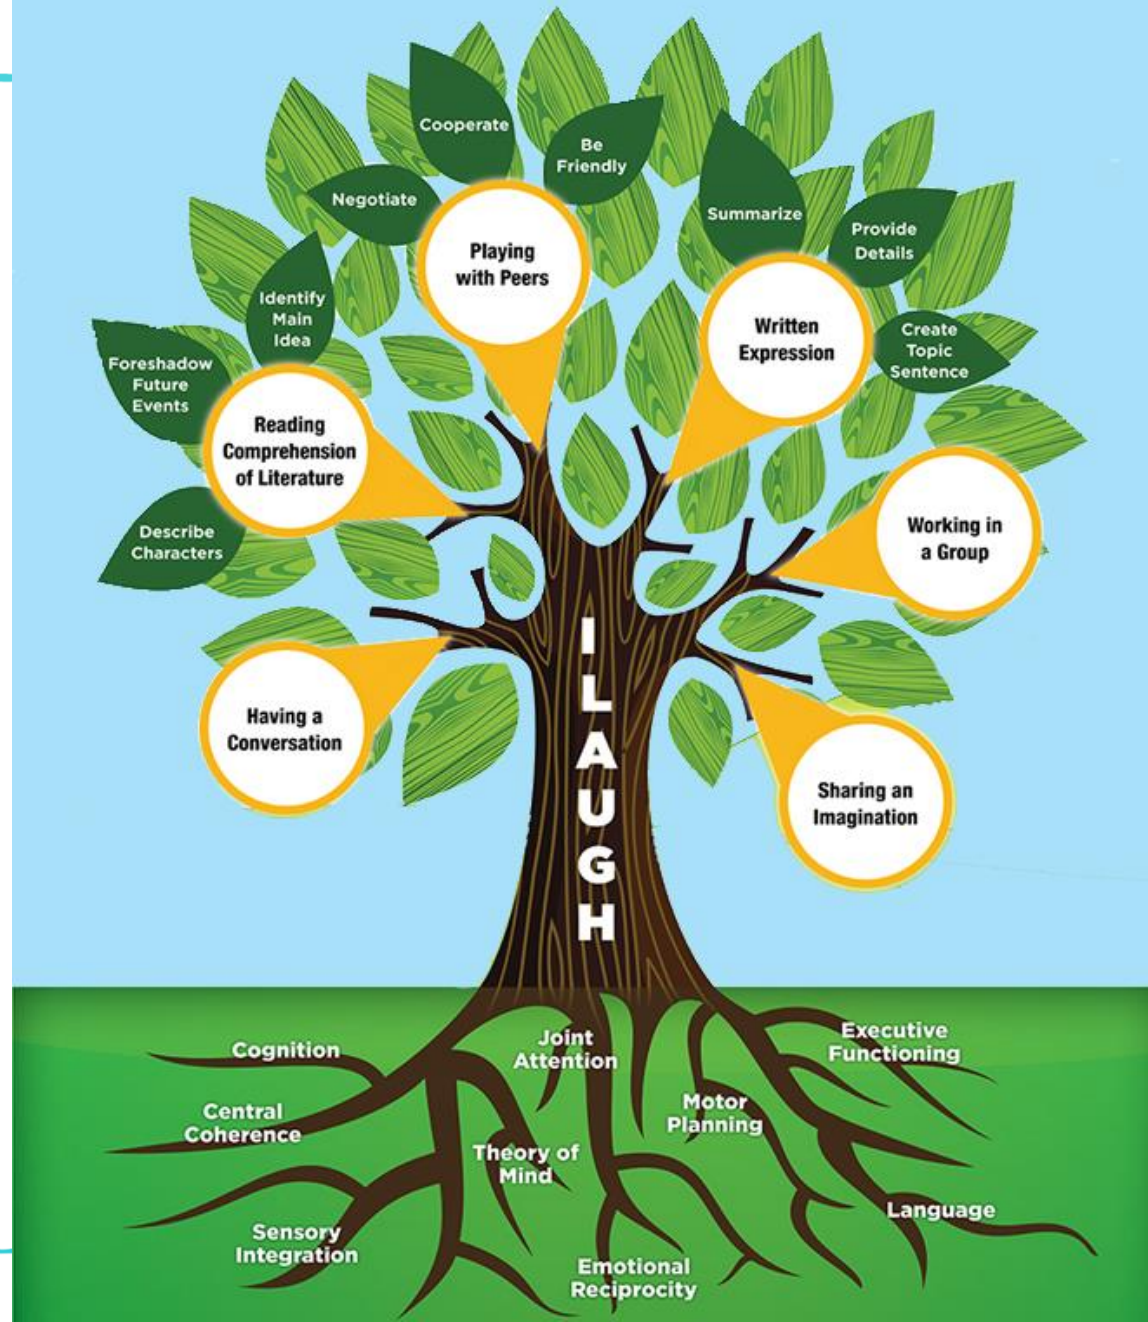 Cooperate
Be
Friendly
Negotiate
Summarize
Provide
Details
Playing
with Peers
Identify
Main
Idea
Written
Expression
Create
Topic
Sentence
Foreshadow
Future
Events
Reading
Comprehension
of Literature
Describe
Characters
Working in
a Group
Having a
Conversation
Sharing an
Imagination
I
L
A
U
G
H
Cognition
Joint
Attention
Executive
Functioning
Central
Coherence
Motor
Planning
Theory of
Mind
Language
Sensory
Integration
Emotional
Reciprocity